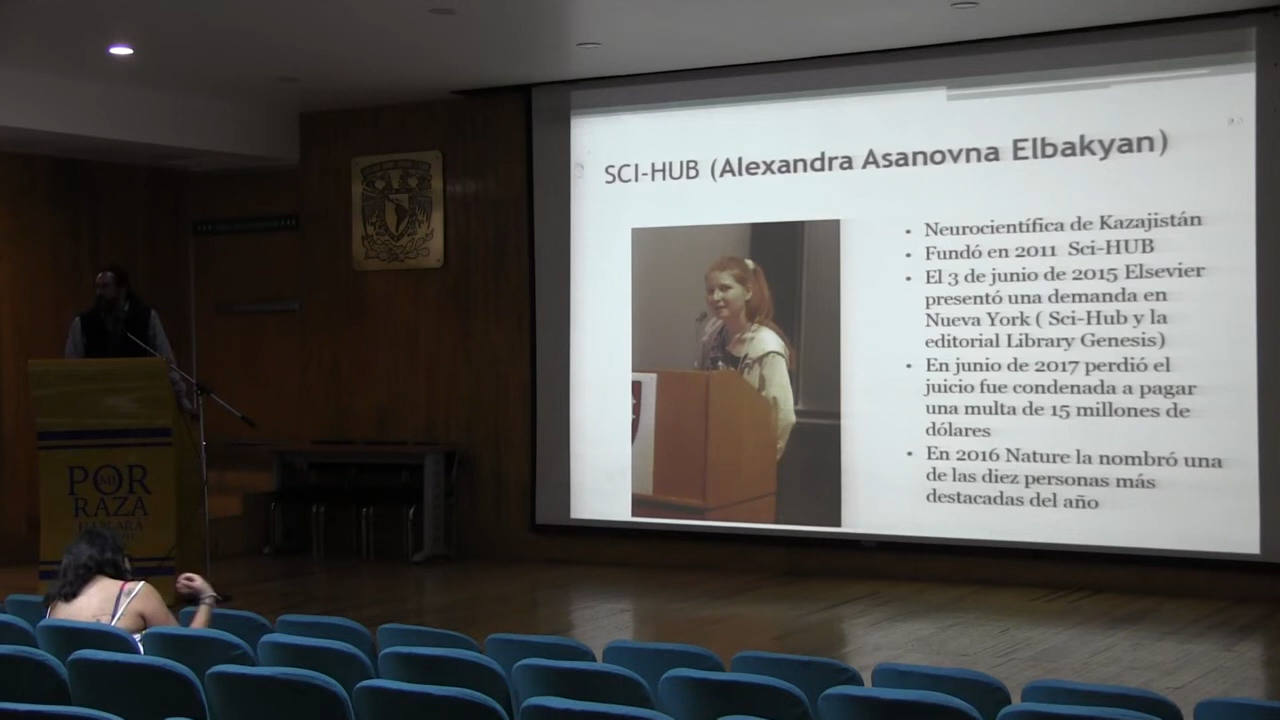 SCI-HUB (Alexandra Asanovna Elbakyan)
• Neurocientífica de Kazajistán
• Fundó en 2011 Sci-HUB
• El 3 de junio de 2015 Elsevier
presentó una demanda en
Nueva York ( Sci-Hub y la
editorial Library Genesis)
• En junio de 2017 perdió el
juicio fue condenada a pagar
una multa de 15 millones de
dólares
• En 2016 Nature la nombró una
de las diez personas más
destacadas del año
POR
MI
RAZA
HABLARÁ